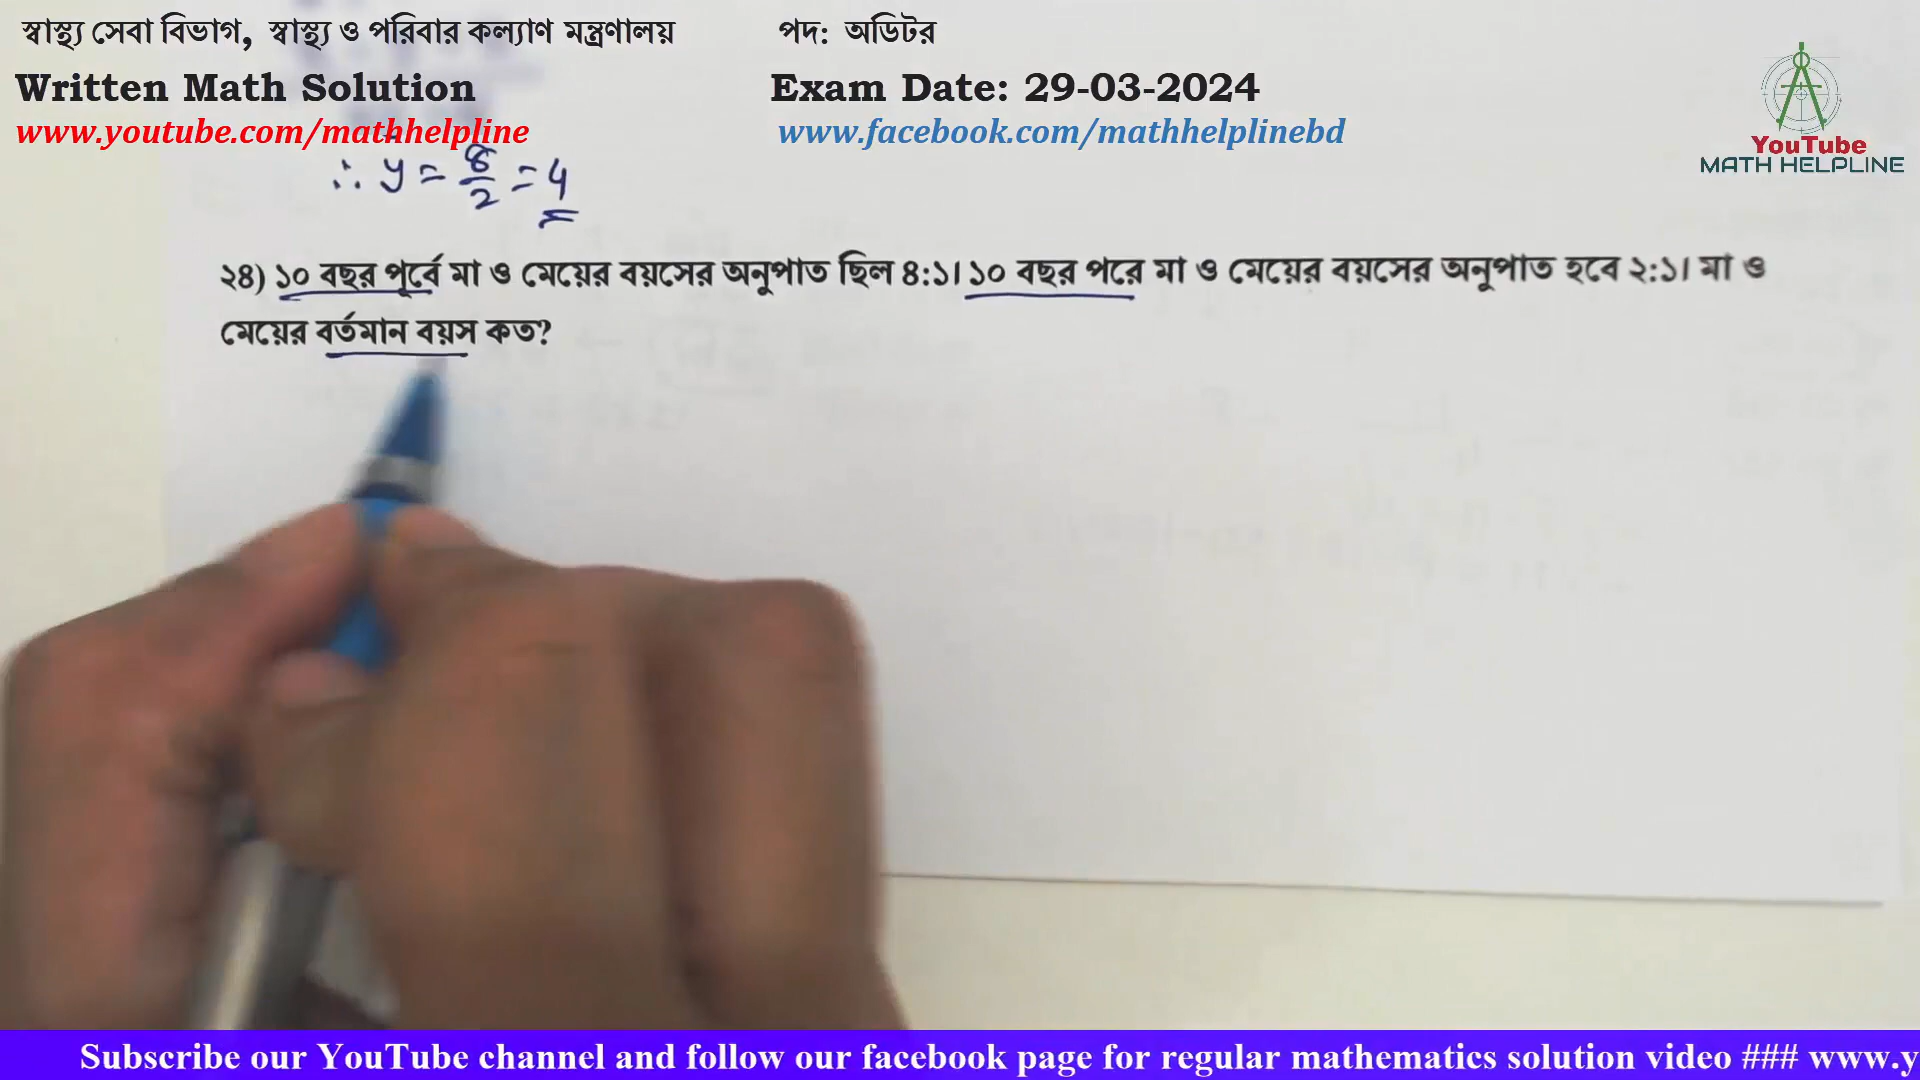 স্বাস্থ্য সেবা বিভাগ, স্বাস্থ্য ও পরিবার কল্যাণ মন্ত্রণালয় পদ: অডিটর
Written Math Solution Exam Date: 29-03-2024
www.youtube.com/mathhelpline www.facebook.com/mathhelplinebd
YouTube
MATH HELPLINE
∴ y = 8/2 = 4
২৪) ১০ বছর পূর্বে মা ও মেয়ের বয়সের অনুপাত ছিল ৪:১। ১০ বছর পরে মা ও মেয়ের বয়সের অনুপাত হবে ২:১। মা ও
মেয়ের বর্তমান বয়স কত?
Subscribe our YouTube channel and follow our facebook page for regular mathematics solution video ### www.y